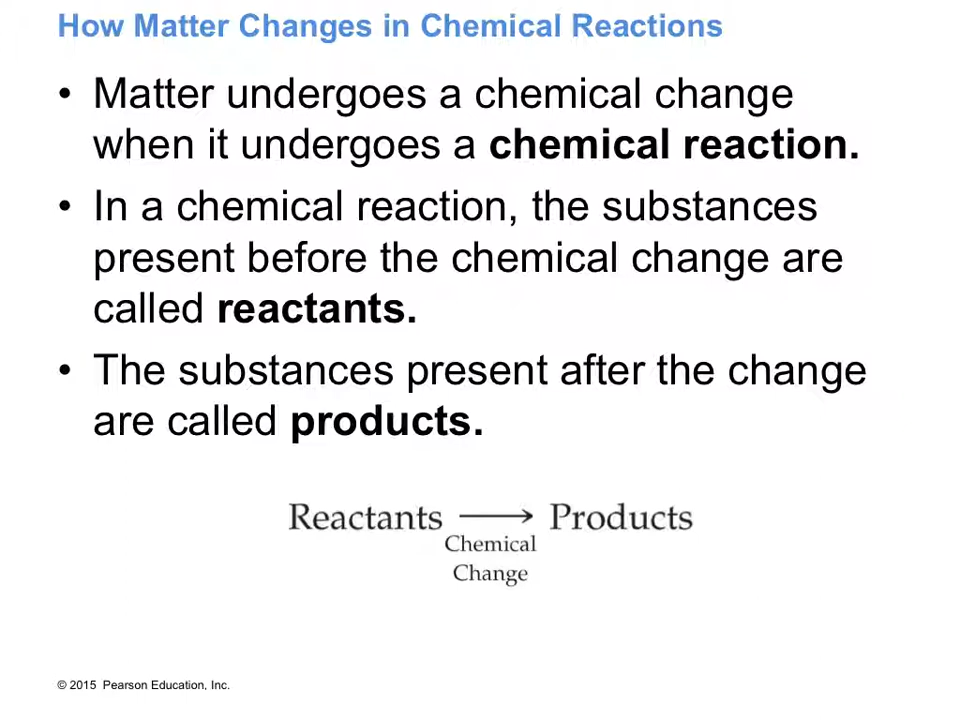 How Matter Changes in Chemical Reactions
• Matter undergoes a chemical change
when it undergoes a chemical reaction.
• In a chemical reaction, the substances
present before the chemical change are
called reactants.
• The substances present after the change
are called products.
Reactants ⟶ Products
Chemical
Change
© 2015 Pearson Education, Inc.